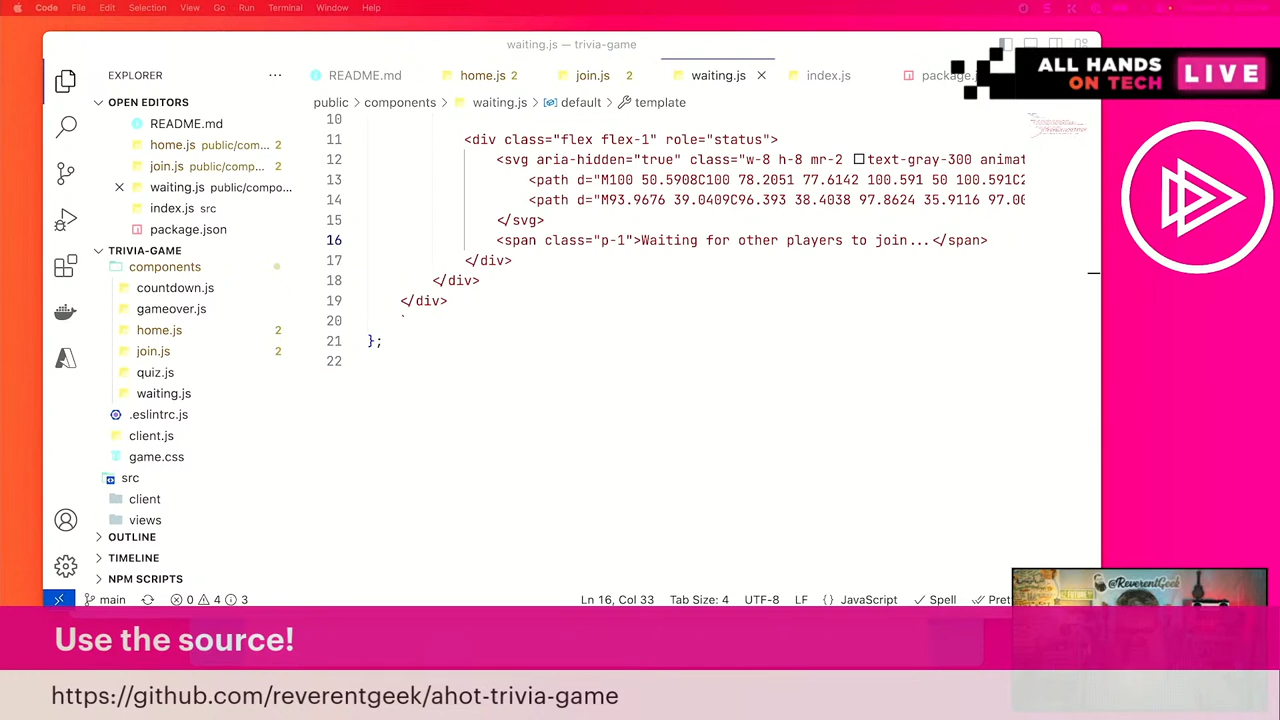 Code File Edit Selection View Go Run Terminal Window Help
waiting.js — trivia-game
EXPLORER ···
README.md home.js 2 join.js 2 waiting.js index.js package.
ALL HANDS
ON TECH
LIVE
OPEN EDITORS
README.md
home.js public/com... 2
join.js public/comp... 2
waiting.js public/compo...
index.js src
package.json
TRIVIA-GAME
components
countdown.js
gameover.js
home.js 2
join.js 2
quiz.js
waiting.js
.eslintrc.js
client.js
game.css
src
client
views
OUTLINE
TIMELINE
NPM SCRIPTS
public > components > waiting.js > default > template
10
11 <div class="flex flex-1" role="status">
12 <svg aria-hidden="true" class="w-8 h-8 mr-2 text-gray-300 animat
13 <path d="M100 50.5908C100 78.2051 77.6142 100.591 50 100.591C2
14 <path d="M93.9676 39.0409C96.393 38.4038 97.8624 35.9116 97.00
15 </svg>
16 <span class="p-1">Waiting for other players to join...</span>
17 </div>
18 </div>
19 </div>
20 `
21 };
22
main 0 4 3 Ln 16, Col 33 Tab Size: 4 UTF-8 LF {} JavaScript Spell Pret
@ReverentGeek
Use the source!
https://github.com/reverentgeek/ahot-trivia-game